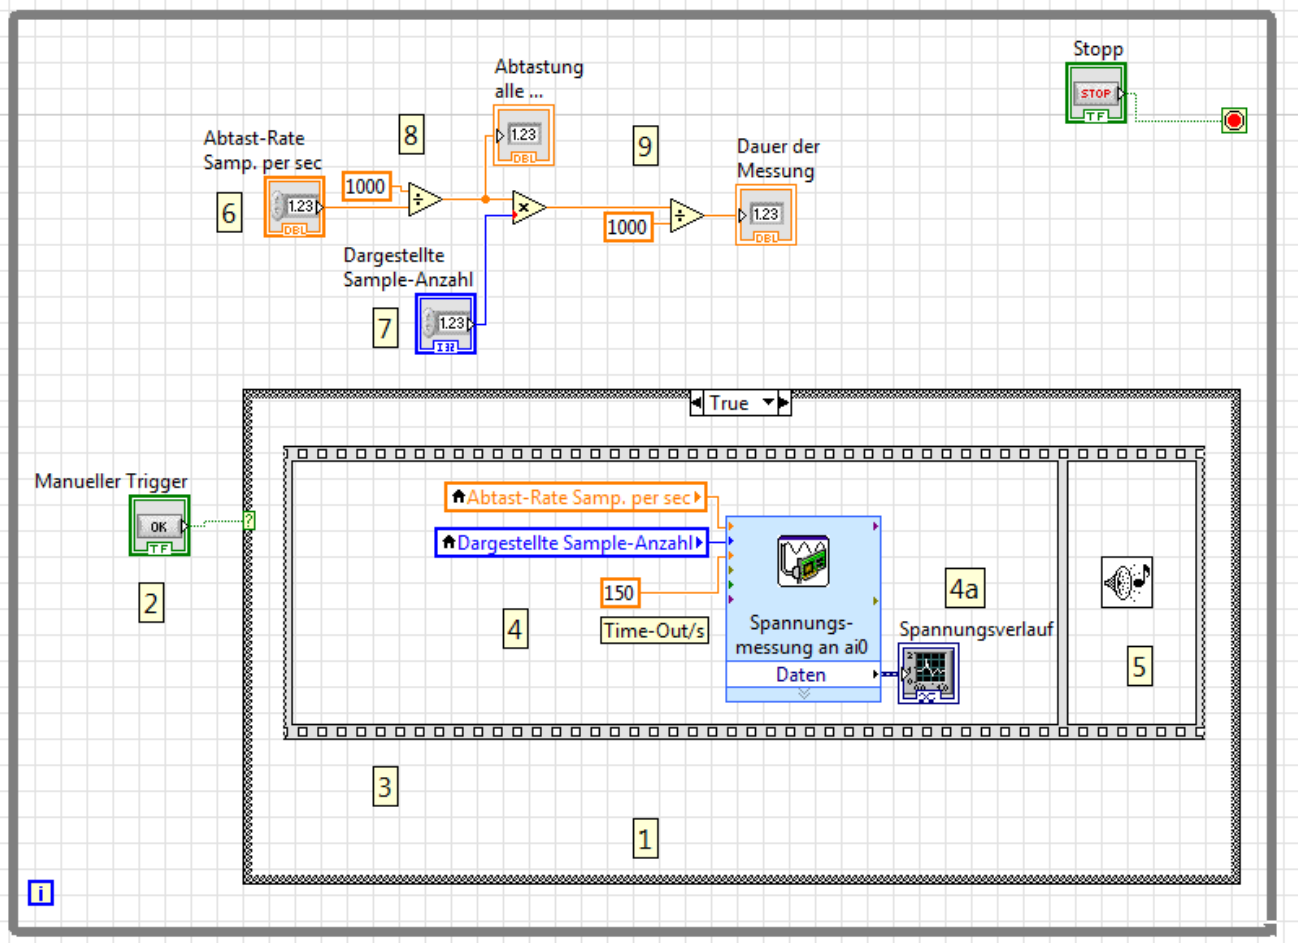 Stopp
STOP
TF
Abtastung
alle ...
1.23
DBL
8
9
Abtast-Rate
Samp. per sec
1000
6
1.23
DBL
Dauer der
Messung
1.23
DBL
1000
Dargestellte
Sample-Anzahl
7
1.23
I32
True
Manueller Trigger
OK
TF
?
2
Abtast-Rate Samp. per sec
Dargestellte Sample-Anzahl
150
Time-Out/s
4
Spannungs-
messung an ai0
Daten
4a
Spannungsverlauf
5
3
1
i